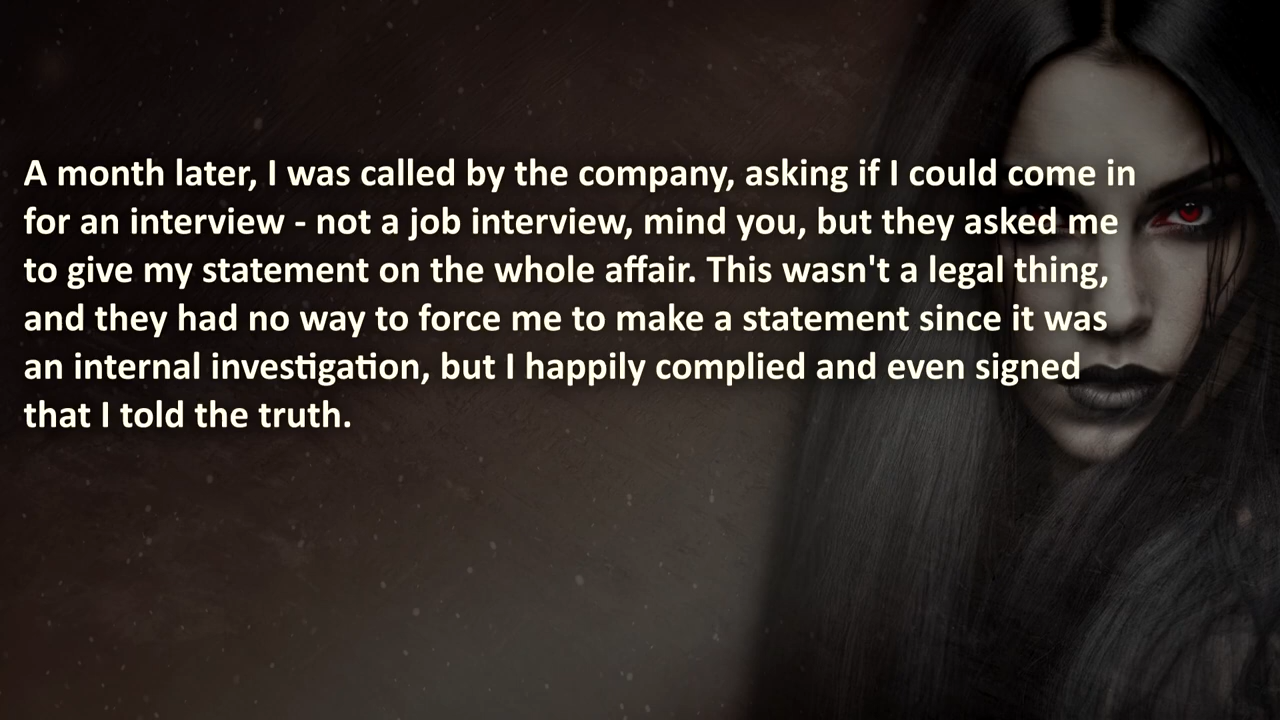 A month later, I was called by the company, asking if I could come in
for an interview - not a job interview, mind you, but they asked me
to give my statement on the whole affair. This wasn't a legal thing,
and they had no way to force me to make a statement since it was
an internal investigation, but I happily complied and even signed
that I told the truth.